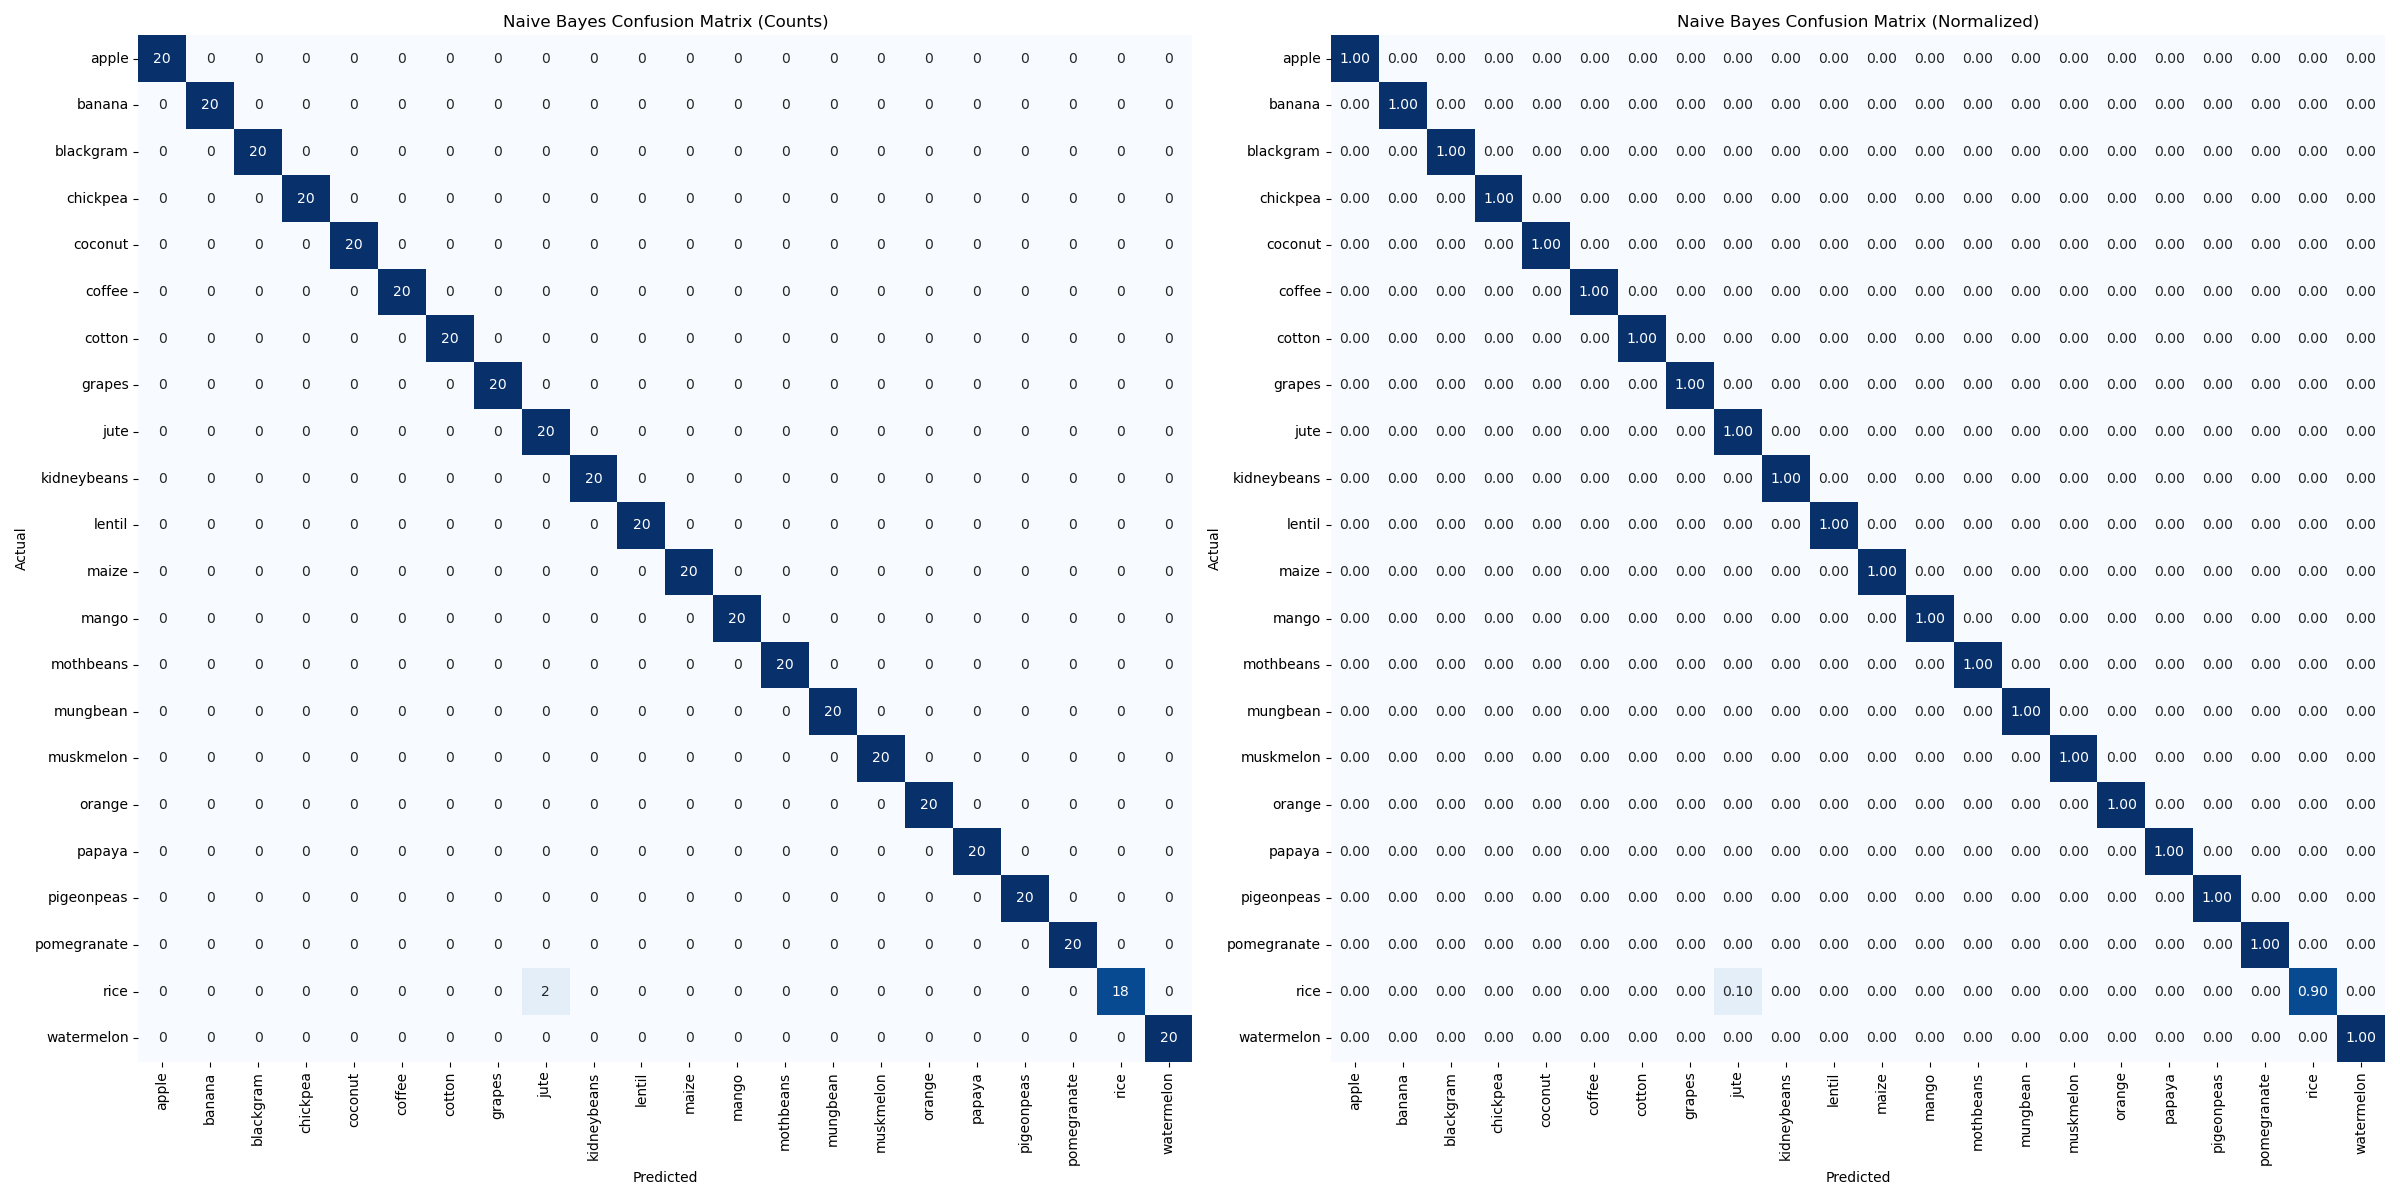 Naive Bayes Confusion Matrix (Counts)
Actual
apple 20 0 0 0 0 0 0 0 0 0 0 0 0 0 0 0 0 0 0 0 0 0
banana 0 20 0 0 0 0 0 0 0 0 0 0 0 0 0 0 0 0 0 0 0 0
blackgram 0 0 20 0 0 0 0 0 0 0 0 0 0 0 0 0 0 0 0 0 0 0
chickpea 0 0 0 20 0 0 0 0 0 0 0 0 0 0 0 0 0 0 0 0 0 0
coconut 0 0 0 0 20 0 0 0 0 0 0 0 0 0 0 0 0 0 0 0 0 0
coffee 0 0 0 0 0 20 0 0 0 0 0 0 0 0 0 0 0 0 0 0 0 0
cotton 0 0 0 0 0 0 20 0 0 0 0 0 0 0 0 0 0 0 0 0 0 0
grapes 0 0 0 0 0 0 0 20 0 0 0 0 0 0 0 0 0 0 0 0 0 0
jute 0 0 0 0 0 0 0 0 20 0 0 0 0 0 0 0 0 0 0 0 0 0
kidneybeans 0 0 0 0 0 0 0 0 0 20 0 0 0 0 0 0 0 0 0 0 0 0
lentil 0 0 0 0 0 0 0 0 0 0 20 0 0 0 0 0 0 0 0 0 0 0
maize 0 0 0 0 0 0 0 0 0 0 0 20 0 0 0 0 0 0 0 0 0 0
mango 0 0 0 0 0 0 0 0 0 0 0 0 20 0 0 0 0 0 0 0 0 0
mothbeans 0 0 0 0 0 0 0 0 0 0 0 0 0 20 0 0 0 0 0 0 0 0
mungbean 0 0 0 0 0 0 0 0 0 0 0 0 0 0 20 0 0 0 0 0 0 0
muskmelon 0 0 0 0 0 0 0 0 0 0 0 0 0 0 0 20 0 0 0 0 0 0
orange 0 0 0 0 0 0 0 0 0 0 0 0 0 0 0 0 20 0 0 0 0 0
papaya 0 0 0 0 0 0 0 0 0 0 0 0 0 0 0 0 0 20 0 0 0 0
pigeonpeas 0 0 0 0 0 0 0 0 0 0 0 0 0 0 0 0 0 0 20 0 0 0
pomegranate 0 0 0 0 0 0 0 0 0 0 0 0 0 0 0 0 0 0 0 20 0 0
rice 0 0 0 0 0 0 0 0 2 0 0 0 0 0 0 0 0 0 0 0 18 0
watermelon 0 0 0 0 0 0 0 0 0 0 0 0 0 0 0 0 0 0 0 0 0 20
apple banana blackgram chickpea coconut coffee cotton grapes jute kidneybeans lentil maize mango mothbeans mungbean muskmelon orange papaya pigeonpeas pomegranate rice watermelon
Predicted
Naive Bayes Confusion Matrix (Normalized)
Actual
apple 1.00 0.00 0.00 0.00 0.00 0.00 0.00 0.00 0.00 0.00 0.00 0.00 0.00 0.00 0.00 0.00 0.00 0.00 0.00 0.00 0.00 0.00
banana 0.00 1.00 0.00 0.00 0.00 0.00 0.00 0.00 0.00 0.00 0.00 0.00 0.00 0.00 0.00 0.00 0.00 0.00 0.00 0.00 0.00 0.00
blackgram 0.00 0.00 1.00 0.00 0.00 0.00 0.00 0.00 0.00 0.00 0.00 0.00 0.00 0.00 0.00 0.00 0.00 0.00 0.00 0.00 0.00 0.00
chickpea 0.00 0.00 0.00 1.00 0.00 0.00 0.00 0.00 0.00 0.00 0.00 0.00 0.00 0.00 0.00 0.00 0.00 0.00 0.00 0.00 0.00 0.00
coconut 0.00 0.00 0.00 0.00 1.00 0.00 0.00 0.00 0.00 0.00 0.00 0.00 0.00 0.00 0.00 0.00 0.00 0.00 0.00 0.00 0.00 0.00
coffee 0.00 0.00 0.00 0.00 0.00 1.00 0.00 0.00 0.00 0.00 0.00 0.00 0.00 0.00 0.00 0.00 0.00 0.00 0.00 0.00 0.00 0.00
cotton 0.00 0.00 0.00 0.00 0.00 0.00 1.00 0.00 0.00 0.00 0.00 0.00 0.00 0.00 0.00 0.00 0.00 0.00 0.00 0.00 0.00 0.00
grapes 0.00 0.00 0.00 0.00 0.00 0.00 0.00 1.00 0.00 0.00 0.00 0.00 0.00 0.00 0.00 0.00 0.00 0.00 0.00 0.00 0.00 0.00
jute 0.00 0.00 0.00 0.00 0.00 0.00 0.00 0.00 1.00 0.00 0.00 0.00 0.00 0.00 0.00 0.00 0.00 0.00 0.00 0.00 0.00 0.00
kidneybeans 0.00 0.00 0.00 0.00 0.00 0.00 0.00 0.00 0.00 1.00 0.00 0.00 0.00 0.00 0.00 0.00 0.00 0.00 0.00 0.00 0.00 0.00
lentil 0.00 0.00 0.00 0.00 0.00 0.00 0.00 0.00 0.00 0.00 1.00 0.00 0.00 0.00 0.00 0.00 0.00 0.00 0.00 0.00 0.00 0.00
maize 0.00 0.00 0.00 0.00 0.00 0.00 0.00 0.00 0.00 0.00 0.00 1.00 0.00 0.00 0.00 0.00 0.00 0.00 0.00 0.00 0.00 0.00
mango 0.00 0.00 0.00 0.00 0.00 0.00 0.00 0.00 0.00 0.00 0.00 0.00 1.00 0.00 0.00 0.00 0.00 0.00 0.00 0.00 0.00 0.00
mothbeans 0.00 0.00 0.00 0.00 0.00 0.00 0.00 0.00 0.00 0.00 0.00 0.00 0.00 1.00 0.00 0.00 0.00 0.00 0.00 0.00 0.00 0.00
mungbean 0.00 0.00 0.00 0.00 0.00 0.00 0.00 0.00 0.00 0.00 0.00 0.00 0.00 0.00 1.00 0.00 0.00 0.00 0.00 0.00 0.00 0.00
muskmelon 0.00 0.00 0.00 0.00 0.00 0.00 0.00 0.00 0.00 0.00 0.00 0.00 0.00 0.00 0.00 1.00 0.00 0.00 0.00 0.00 0.00 0.00
orange 0.00 0.00 0.00 0.00 0.00 0.00 0.00 0.00 0.00 0.00 0.00 0.00 0.00 0.00 0.00 0.00 1.00 0.00 0.00 0.00 0.00 0.00
papaya 0.00 0.00 0.00 0.00 0.00 0.00 0.00 0.00 0.00 0.00 0.00 0.00 0.00 0.00 0.00 0.00 0.00 1.00 0.00 0.00 0.00 0.00
pigeonpeas 0.00 0.00 0.00 0.00 0.00 0.00 0.00 0.00 0.00 0.00 0.00 0.00 0.00 0.00 0.00 0.00 0.00 0.00 1.00 0.00 0.00 0.00
pomegranate 0.00 0.00 0.00 0.00 0.00 0.00 0.00 0.00 0.00 0.00 0.00 0.00 0.00 0.00 0.00 0.00 0.00 0.00 0.00 1.00 0.00 0.00
rice 0.00 0.00 0.00 0.00 0.00 0.00 0.00 0.00 0.10 0.00 0.00 0.00 0.00 0.00 0.00 0.00 0.00 0.00 0.00 0.00 0.90 0.00
watermelon 0.00 0.00 0.00 0.00 0.00 0.00 0.00 0.00 0.00 0.00 0.00 0.00 0.00 0.00 0.00 0.00 0.00 0.00 0.00 0.00 0.00 1.00
apple banana blackgram chickpea coconut coffee cotton grapes jute kidneybeans lentil maize mango mothbeans mungbean muskmelon orange papaya pigeonpeas pomegranate rice watermelon
Predicted